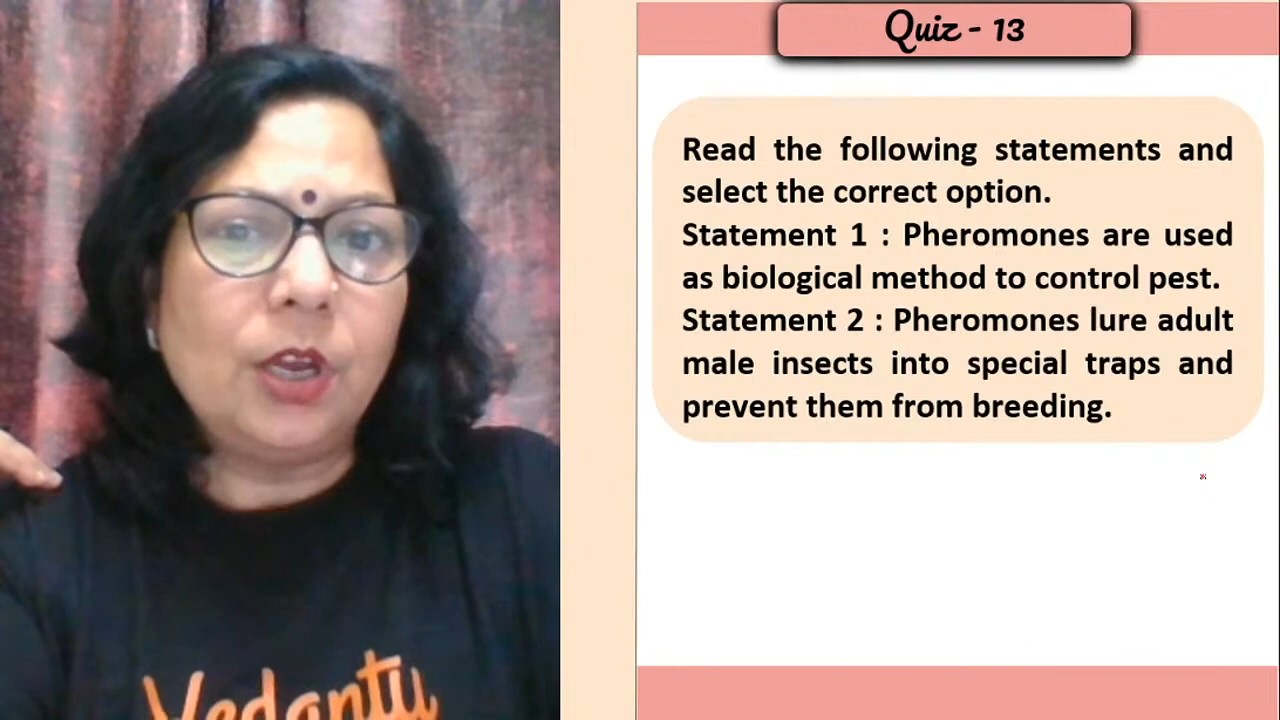 Quiz - 13
Read the following statements and
select the correct option.
Statement 1 : Pheromones are used
as biological method to control pest.
Statement 2 : Pheromones lure adult
male insects into special traps and
prevent them from breeding.
Vedantu